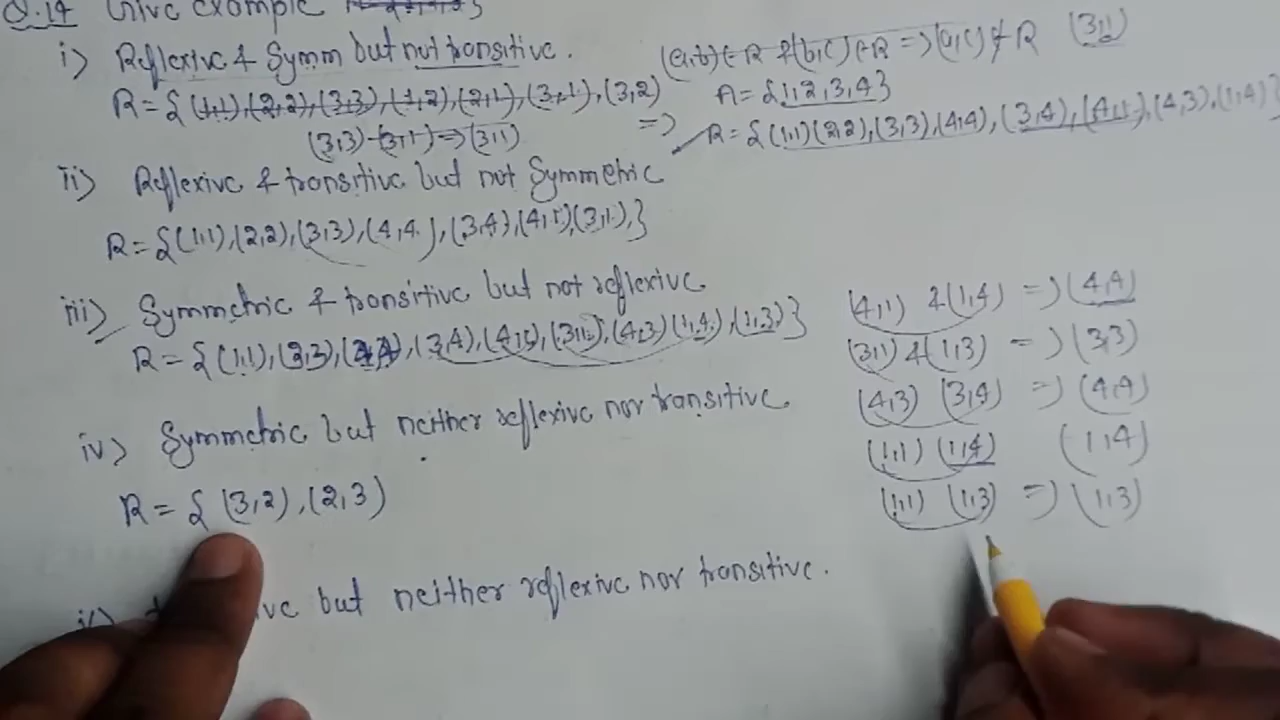 Q.14 Give example
i) Reflexive & Symm but not transitive.
(a,b) ∈ R & (b,c) ∈ R => (a,c) ∉ R (3,1)
R = { (1,1), (2,2), (3,3), (1,2), (2,1), (3,1), (3,2)
A = {1,2,3,4}
(3,3) - (3,1) => (3,1)
=> R = { (1,1) (2,2), (3,3), (4,4), (3,4), (4,1), (4,3), (1,4) }
ii) Reflexive & transitive but not Symmetric
R = { (1,1), (2,2), (3,3), (4,4), (3,4), (4,1) (3,1), }
iii) Symmetric & transitive but not reflexive
R = { (1,1), (3,3), (4,4), (3,4), (4,1), (3,1), (4,3) (1,4), (1,3) }
(4,1) & (1,4) => (4,4)
(3,1) & (1,3) => (3,3)
(4,3) (3,4) => (4,4)
(1,1) (1,4) (1,4)
(1,1) (1,3) => (1,3)
iv) Symmetric but neither reflexive nor transitive
R = { (3,2), (2,3)
but neither reflexive nor transitive.